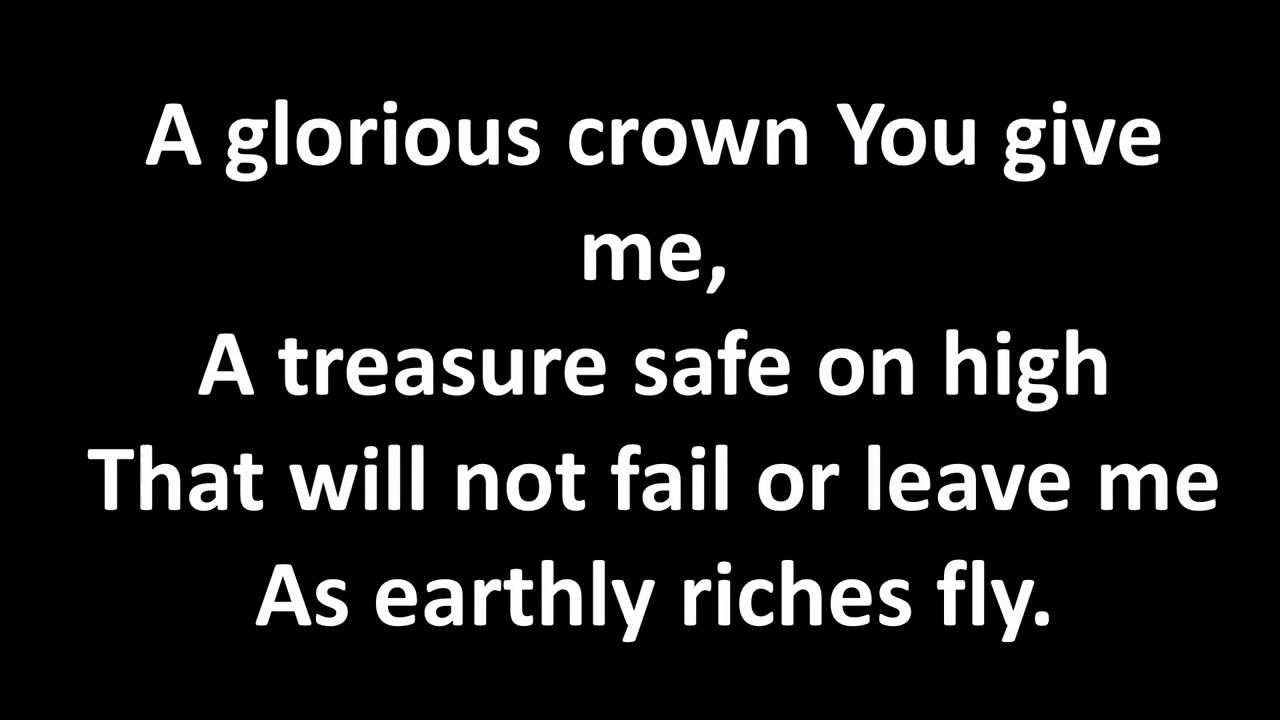 A glorious crown You give
me,
A treasure safe on high
That will not fail or leave me
As earthly riches fly.